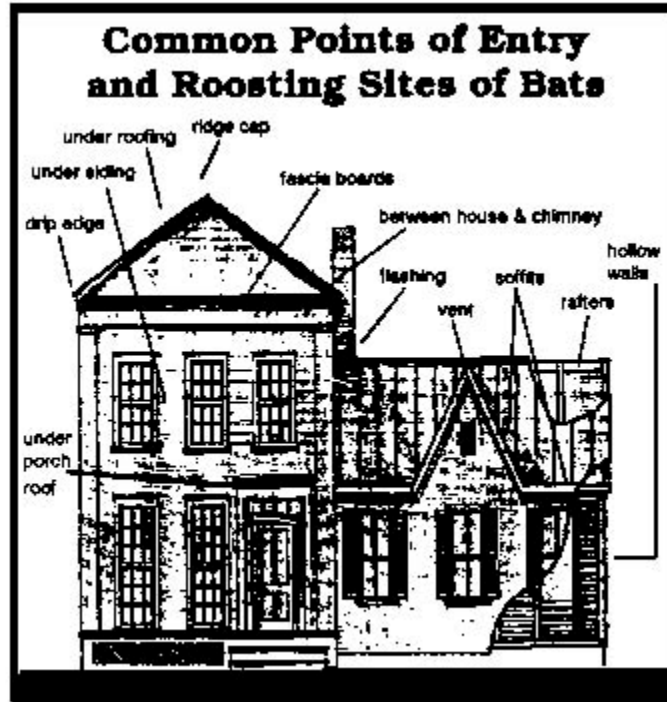 Common Points of Entry
and Roosting Sites of Bats
ridge cap
under roofing
under siding
fascia boards
drip edge
between house & chimney
hollow
walls
flashing
soffits
vent
rafters
under
porch
roof